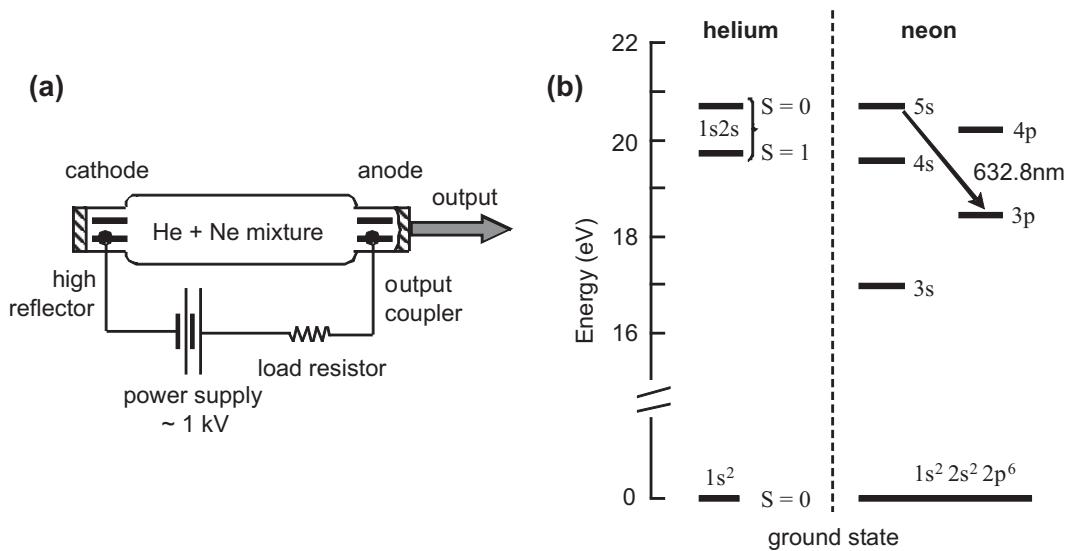 (a)
cathode
anode
output
He + Ne mixture
high
reflector
output
coupler
load resistor
power supply
~ 1 kV
(b)
helium
neon
Energy (eV)
22
20
18
16
0
S = 0
1s2s
S = 1
1s²
S = 0
5s
4p
4s
632.8nm
3p
3s
1s² 2s² 2p⁶
ground state